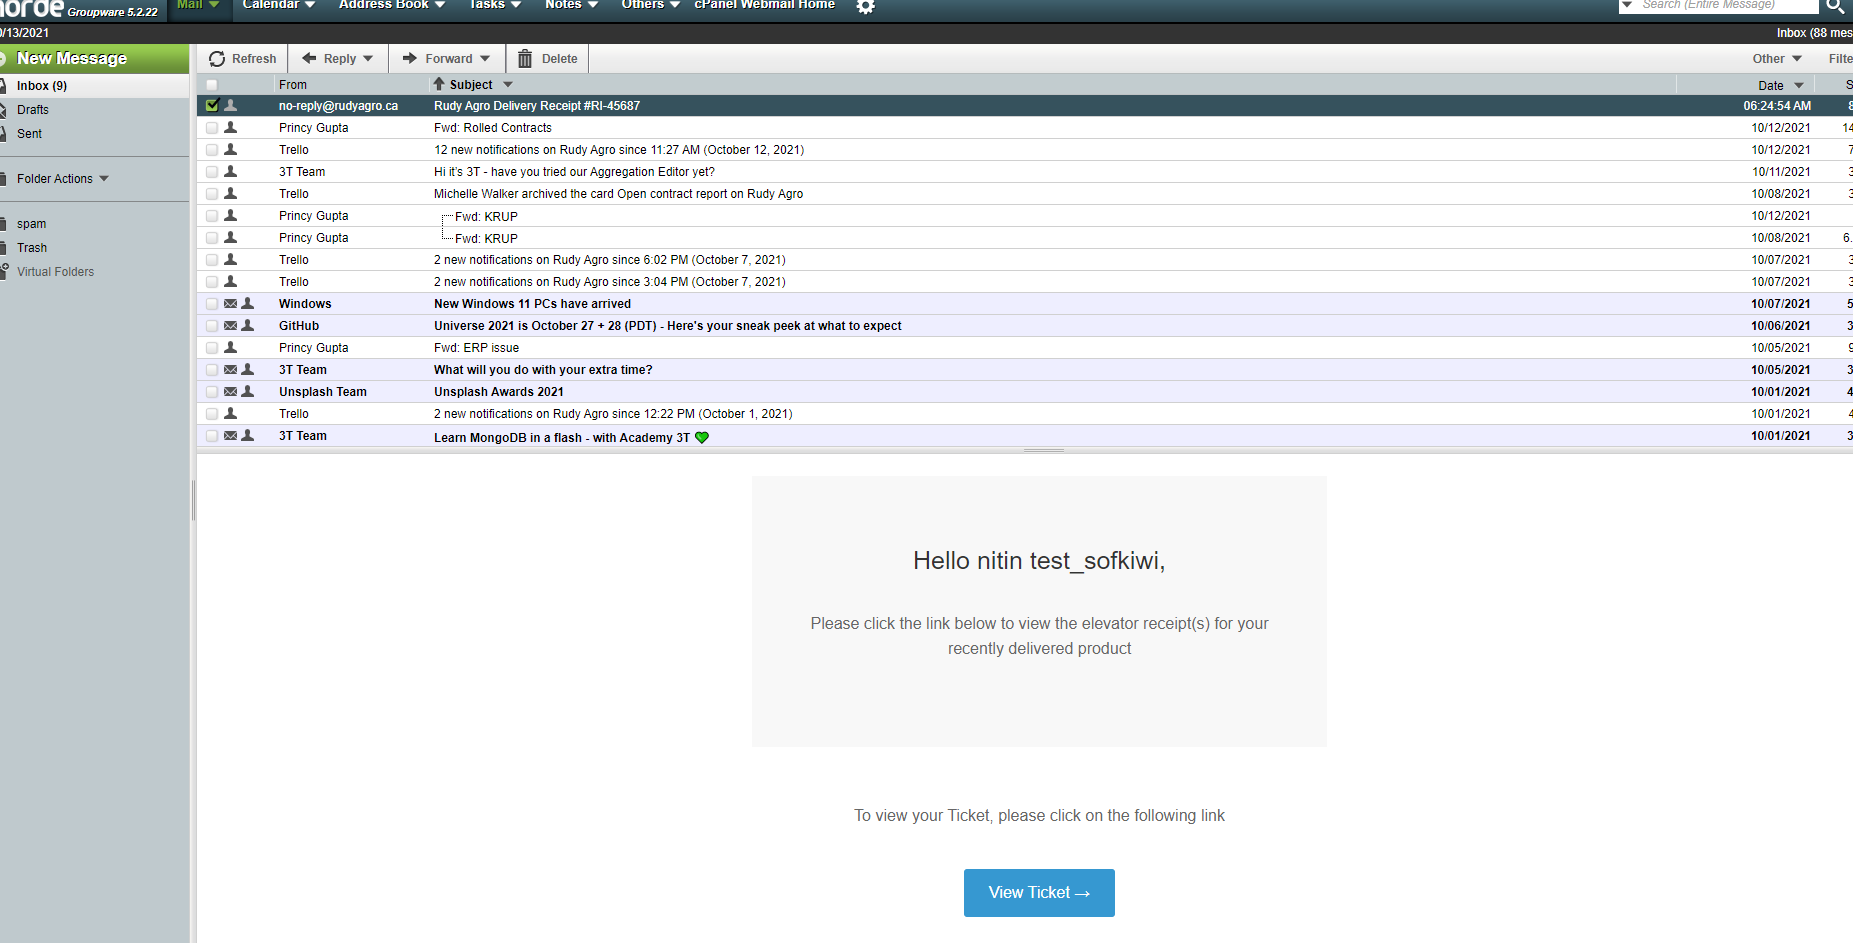 horde Groupware 5.2.22
Mail Calendar Address Book Tasks Notes Others cPanel Webmail Home Search (Entire Message)
/13/2021 Inbox (88 mes
New Message Refresh Reply Forward Delete Other Filte
Inbox (9)
Drafts
Sent
Folder Actions
spam
Trash
Virtual Folders
From Subject Date S
no-reply@rudyagro.ca Rudy Agro Delivery Receipt #RI-45687 06:24:54 AM 8
Princy Gupta Fwd: Rolled Contracts 10/12/2021 14
Trello 12 new notifications on Rudy Agro since 11:27 AM (October 12, 2021) 10/12/2021 7
3T Team Hi it's 3T - have you tried our Aggregation Editor yet? 10/11/2021 3
Trello Michelle Walker archived the card Open contract report on Rudy Agro 10/08/2021 3
Princy Gupta Fwd: KRUP 10/12/2021
Princy Gupta Fwd: KRUP 10/08/2021 6.
Trello 2 new notifications on Rudy Agro since 6:02 PM (October 7, 2021) 10/07/2021 3
Trello 2 new notifications on Rudy Agro since 3:04 PM (October 7, 2021) 10/07/2021 3
Windows New Windows 11 PCs have arrived 10/07/2021 5
GitHub Universe 2021 is October 27 + 28 (PDT) - Here's your sneak peek at what to expect 10/06/2021 3
Princy Gupta Fwd: ERP issue 10/05/2021 9
3T Team What will you do with your extra time? 10/05/2021 3
Unsplash Team Unsplash Awards 2021 10/01/2021 4
Trello 2 new notifications on Rudy Agro since 12:22 PM (October 1, 2021) 10/01/2021 4
3T Team Learn MongoDB in a flash - with Academy 3T 💚 10/01/2021 3
Hello nitin test_sofkiwi,
Please click the link below to view the elevator receipt(s) for your
recently delivered product
To view your Ticket, please click on the following link
View Ticket →